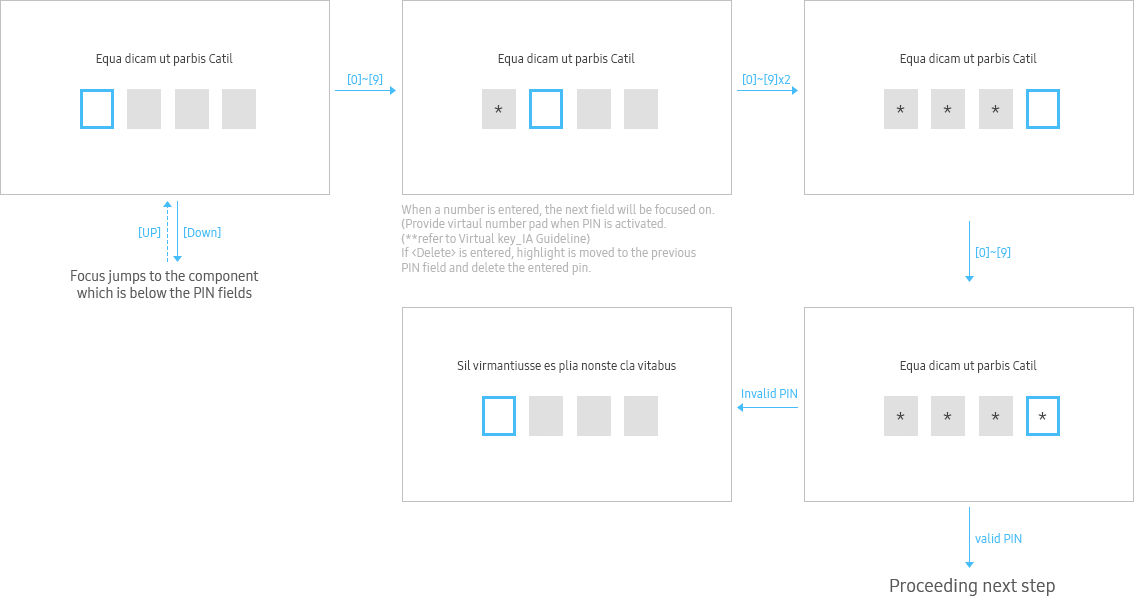 Equa dicam ut parbis Catil
[0]~[9]
Equa dicam ut parbis Catil
*
[0]~[9]x2
Equa dicam ut parbis Catil
* * *
[UP]
[Down]
Focus jumps to the component
which is below the PIN fields
When a number is entered, the next field will be focused on.
(Provide virtaul number pad when PIN is activated.
(**refer to Virtual key_IA Guideline)
If <Delete> is entered, highlight is moved to the previous
PIN field and delete the entered pin.
[0]~[9]
Sil virmantiusse es plia nonste cla vitabus
Invalid PIN
Equa dicam ut parbis Catil
* * * *
valid PIN
Proceeding next step